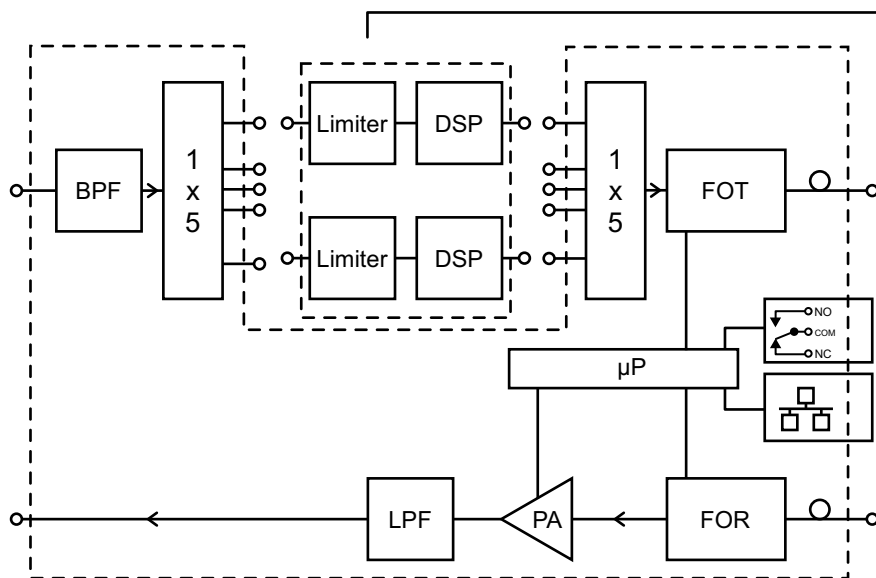 Limiter
DSP
BPF
1
x
5
1
x
5
FOT
Limiter
DSP
NO
COM
NC
µP
LPF
PA
FOR